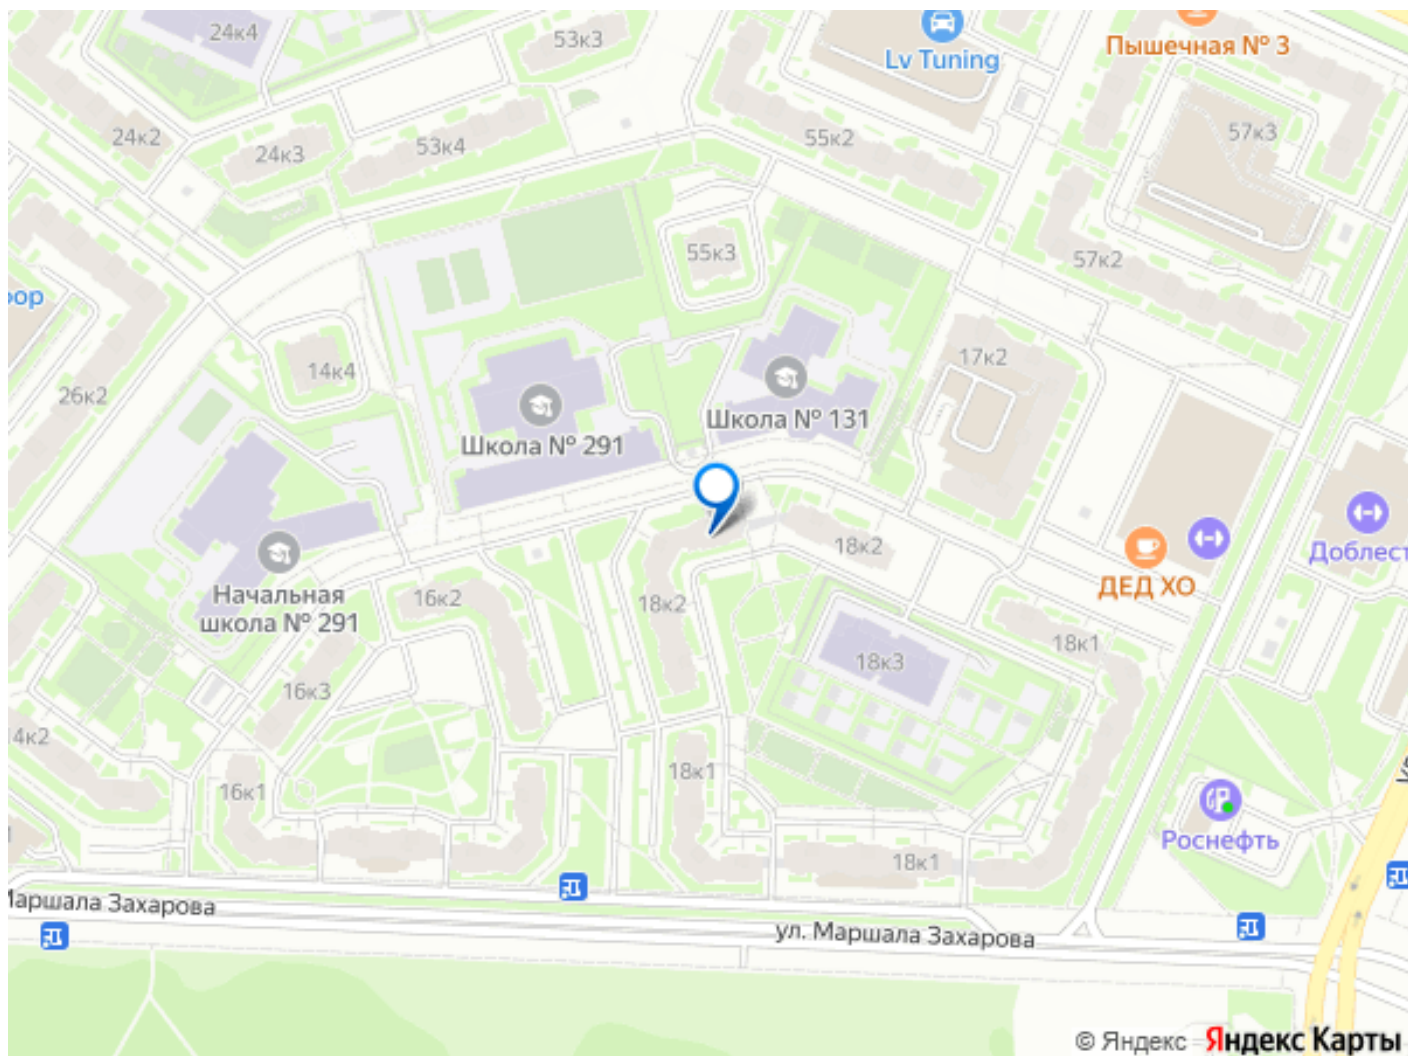 24к4
53к3
Lv Tuning
Пышечная № 3
24к2
24к3
53к4
55к2
57к3
55к3
57к2
26к2
14к4
17к2
Школа № 291
Школа № 131
Начальная
школа № 291
16к2
18к2
18к2
ДЕД ХО
Доблест
16к3
18к3
18к1
4к2
16к1
18к1
18к1
Роснефть
Маршала Захарова
ул. Маршала Захарова
© Яндекс Яндекс Карты